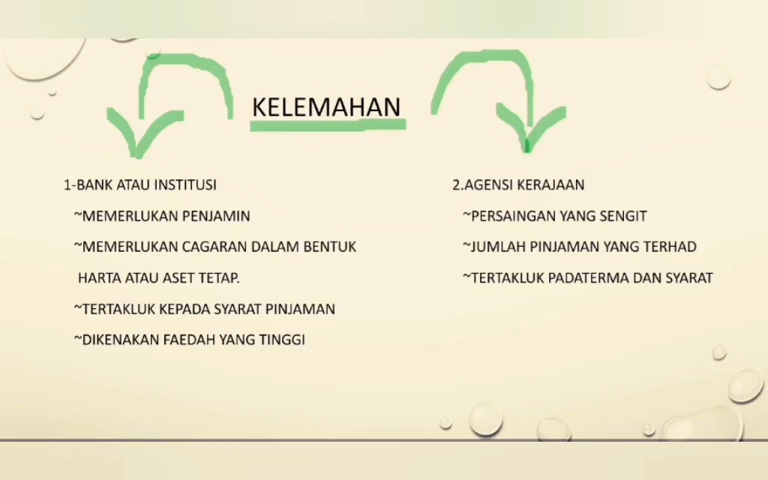 KELEMAHAN
1-BANK ATAU INSTITUSI
~MEMERLUKAN PENJAMIN
~MEMERLUKAN CAGARAN DALAM BENTUK
HARTA ATAU ASET TETAP.
~TERTAKLUK KEPADA SYARAT PINJAMAN
~DIKENAKAN FAEDAH YANG TINGGI
2.AGENSI KERAJAAN
~PERSAINGAN YANG SENGIT
~JUMLAH PINJAMAN YANG TERHAD
~TERTAKLUK PADATERMA DAN SYARAT